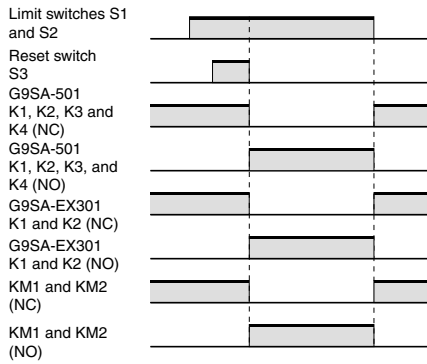 Limit switches S1
and S2
Reset switch
S3
G9SA-501
K1, K2, K3 and
K4 (NC)
G9SA-501
K1, K2, K3, and
K4 (NO)
G9SA-EX301
K1 and K2 (NC)
G9SA-EX301
K1 and K2 (NO)
KM1 and KM2
(NC)
KM1 and KM2
(NO)